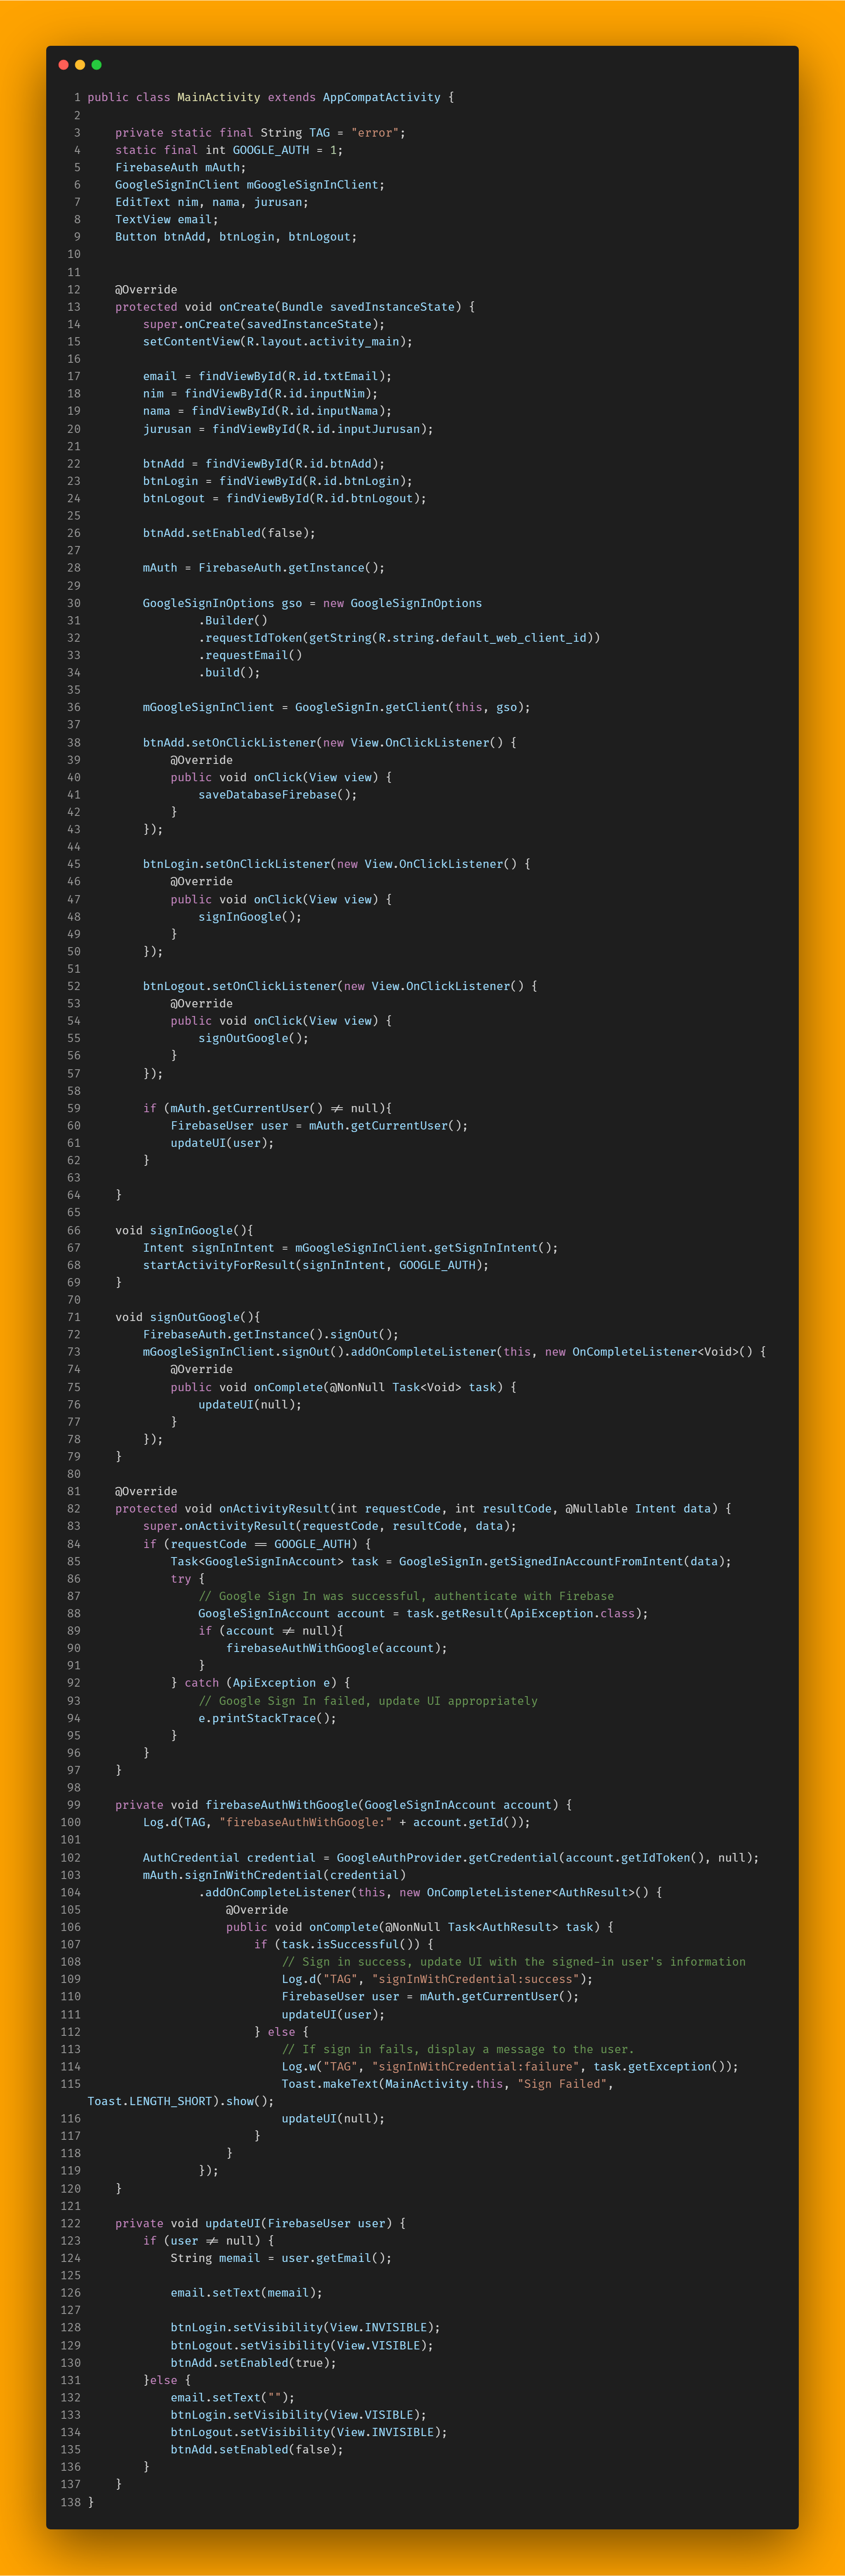 1 public class MainActivity extends AppCompatActivity {
2
3     private static final String TAG = "error";
4     static final int GOOGLE_AUTH = 1;
5     FirebaseAuth mAuth;
6     GoogleSignInClient mGoogleSignInClient;
7     EditText nim, nama, jurusan;
8     TextView email;
9     Button btnAdd, btnLogin, btnLogout;
10
11
12     @Override
13     protected void onCreate(Bundle savedInstanceState) {
14         super.onCreate(savedInstanceState);
15         setContentView(R.layout.activity_main);
16
17         email = findViewById(R.id.txtEmail);
18         nim = findViewById(R.id.inputNim);
19         nama = findViewById(R.id.inputNama);
20         jurusan = findViewById(R.id.inputJurusan);
21
22         btnAdd = findViewById(R.id.btnAdd);
23         btnLogin = findViewById(R.id.btnLogin);
24         btnLogout = findViewById(R.id.btnLogout);
25
26         btnAdd.setEnabled(false);
27
28         mAuth = FirebaseAuth.getInstance();
29
30         GoogleSignInOptions gso = new GoogleSignInOptions
31                 .Builder()
32                 .requestIdToken(getString(R.string.default_web_client_id))
33                 .requestEmail()
34                 .build();
35
36         mGoogleSignInClient = GoogleSignIn.getClient(this, gso);
37
38         btnAdd.setOnClickListener(new View.OnClickListener() {
39             @Override
40             public void onClick(View view) {
41                 saveDatabaseFirebase();
42             }
43         });
44
45         btnLogin.setOnClickListener(new View.OnClickListener() {
46             @Override
47             public void onClick(View view) {
48                 signInGoogle();
49             }
50         });
51
52         btnLogout.setOnClickListener(new View.OnClickListener() {
53             @Override
54             public void onClick(View view) {
55                 signOutGoogle();
56             }
57         });
58
59         if (mAuth.getCurrentUser() != null){
60             FirebaseUser user = mAuth.getCurrentUser();
61             updateUI(user);
62         }
63
64     }
65
66     void signInGoogle(){
67         Intent signInIntent = mGoogleSignInClient.getSignInIntent();
68         startActivityForResult(signInIntent, GOOGLE_AUTH);
69     }
70
71     void signOutGoogle(){
72         FirebaseAuth.getInstance().signOut();
73         mGoogleSignInClient.signOut().addOnCompleteListener(this, new OnCompleteListener<Void>() {
74             @Override
75             public void onComplete(@NonNull Task<Void> task) {
76                 updateUI(null);
77             }
78         });
79     }
80
81     @Override
82     protected void onActivityResult(int requestCode, int resultCode, @Nullable Intent data) {
83         super.onActivityResult(requestCode, resultCode, data);
84         if (requestCode == GOOGLE_AUTH) {
85             Task<GoogleSignInAccount> task = GoogleSignIn.getSignedInAccountFromIntent(data);
86             try {
87                 // Google Sign In was successful, authenticate with Firebase
88                 GoogleSignInAccount account = task.getResult(ApiException.class);
89                 if (account != null){
90                     firebaseAuthWithGoogle(account);
91                 }
92             } catch (ApiException e) {
93                 // Google Sign In failed, update UI appropriately
94                 e.printStackTrace();
95             }
96         }
97     }
98
99     private void firebaseAuthWithGoogle(GoogleSignInAccount account) {
100         Log.d(TAG, "firebaseAuthWithGoogle:" + account.getId());
101
102         AuthCredential credential = GoogleAuthProvider.getCredential(account.getIdToken(), null);
103         mAuth.signInWithCredential(credential)
104                 .addOnCompleteListener(this, new OnCompleteListener<AuthResult>() {
105                     @Override
106                     public void onComplete(@NonNull Task<AuthResult> task) {
107                         if (task.isSuccessful()) {
108                             // Sign in success, update UI with the signed-in user's information
109                             Log.d("TAG", "signInWithCredential:success");
110                             FirebaseUser user = mAuth.getCurrentUser();
111                             updateUI(user);
112                         } else {
113                             // If sign in fails, display a message to the user.
114                             Log.w("TAG", "signInWithCredential:failure", task.getException());
115                             Toast.makeText(MainActivity.this, "Sign Failed",
Toast.LENGTH_SHORT).show();
116                             updateUI(null);
117                         }
118                     }
119                 });
120     }
121
122     private void updateUI(FirebaseUser user) {
123         if (user != null) {
124             String memail = user.getEmail();
125
126             email.setText(memail);
127
128             btnLogin.setVisibility(View.INVISIBLE);
129             btnLogout.setVisibility(View.VISIBLE);
130             btnAdd.setEnabled(true);
131         }else {
132             email.setText("");
133             btnLogin.setVisibility(View.VISIBLE);
134             btnLogout.setVisibility(View.INVISIBLE);
135             btnAdd.setEnabled(false);
136         }
137     }
138 }